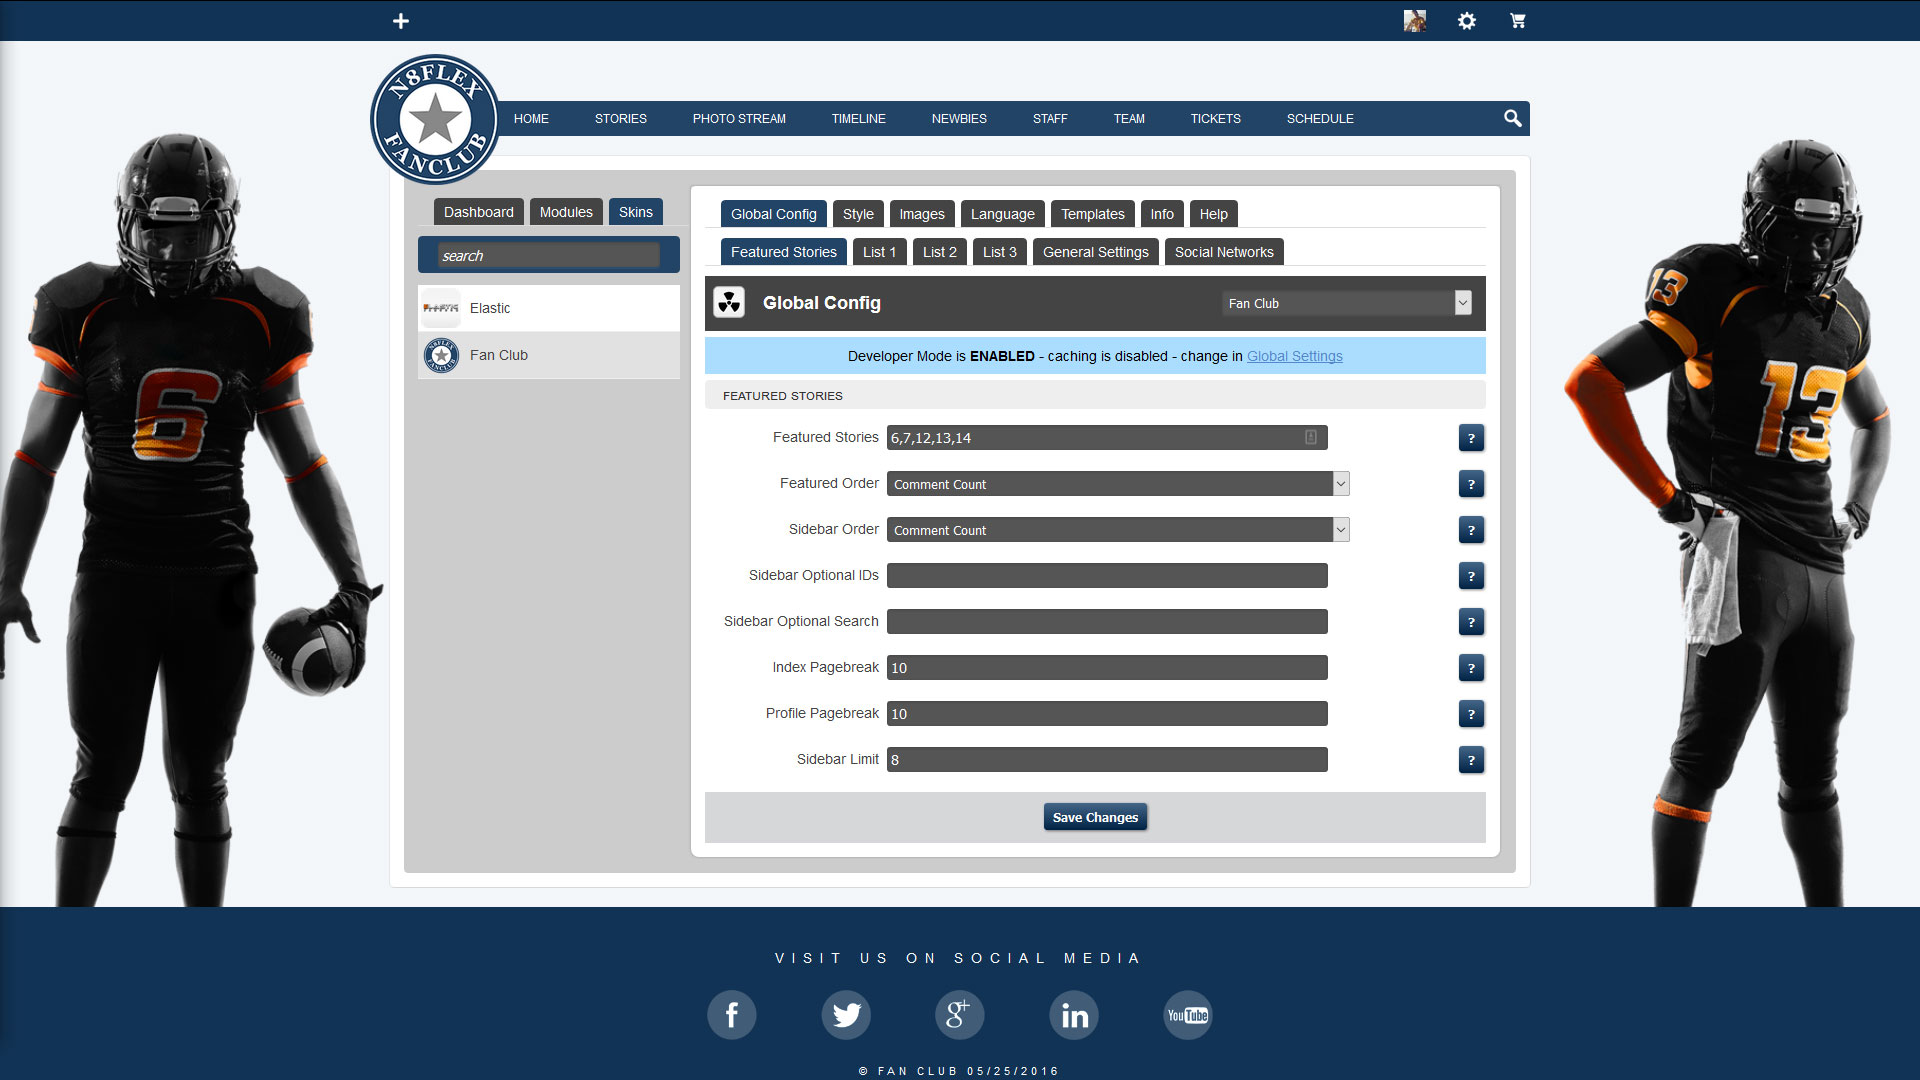 N8FLEX
FANCLUB
HOME STORIES PHOTO STREAM TIMELINE NEWBIES STAFF TEAM TICKETS SCHEDULE
Dashboard Modules Skins
search
Elastic
Fan Club
Global Config Style Images Language Templates Info Help
Featured Stories List 1 List 2 List 3 General Settings Social Networks
Global Config Fan Club
Developer Mode is ENABLED - caching is disabled - change in Global Settings
FEATURED STORIES
Featured Stories 6,7,12,13,14 ?
Featured Order Comment Count ?
Sidebar Order Comment Count ?
Sidebar Optional IDs ?
Sidebar Optional Search ?
Index Pagebreak 10 ?
Profile Pagebreak 10 ?
Sidebar Limit 8 ?
Save Changes
6
13
13
VISIT US ON SOCIAL MEDIA
f g+ in YouTube
© FAN CLUB 05/25/2016